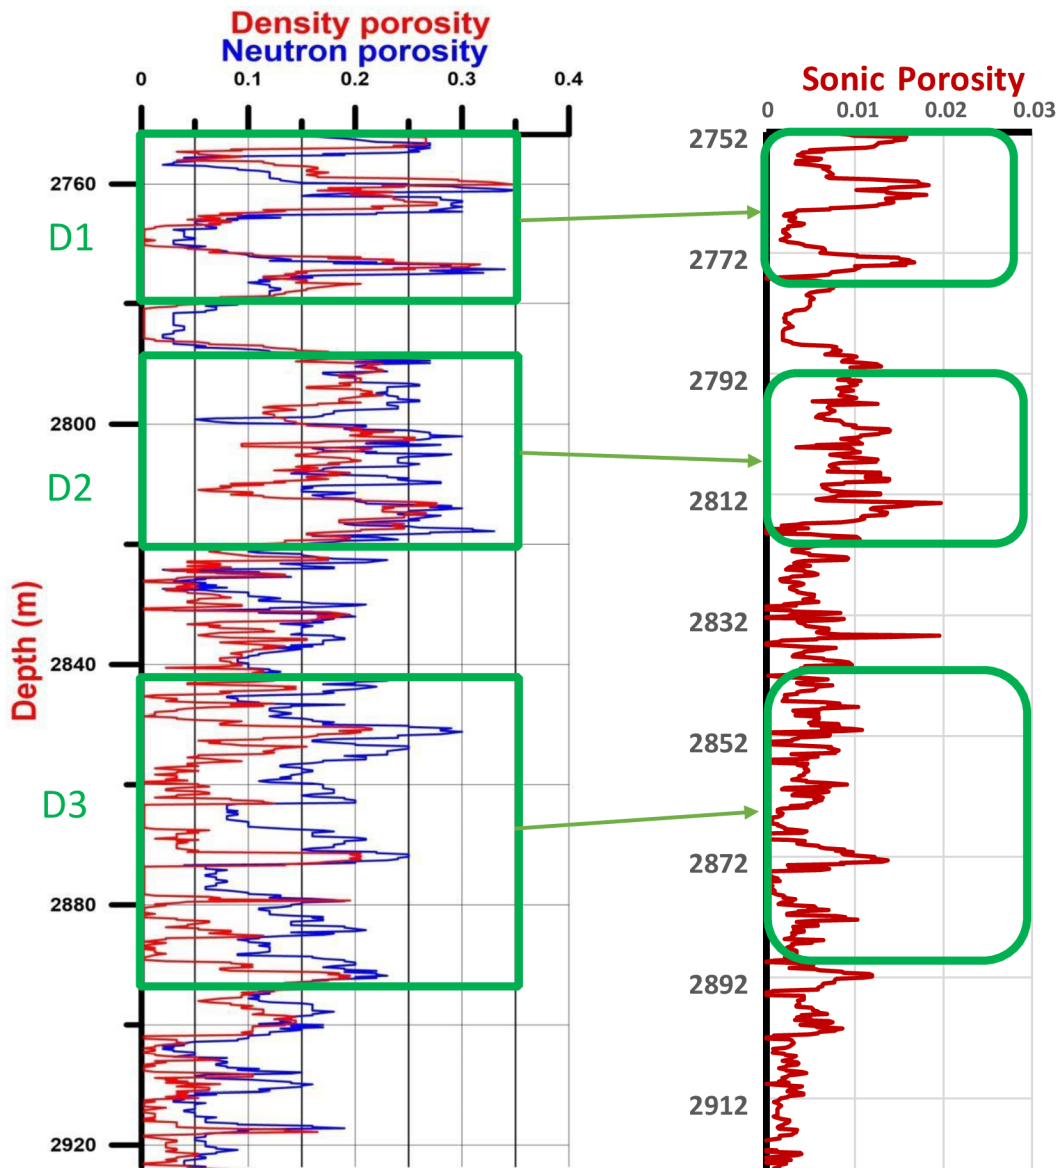 Density porosity
Neutron porosity
0 0.1 0.2 0.3 0.4
2760
2800
2840
2880
2920
Depth (m)
D1
D2
D3
Sonic Porosity
0 0.01 0.02 0.03
2752
2772
2792
2812
2832
2852
2872
2892
2912